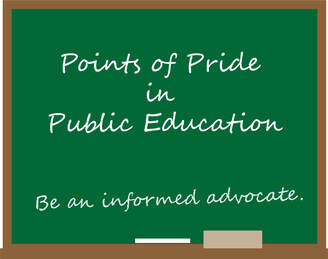 Points of Pride
in
Public Education
Be an informed advocate.